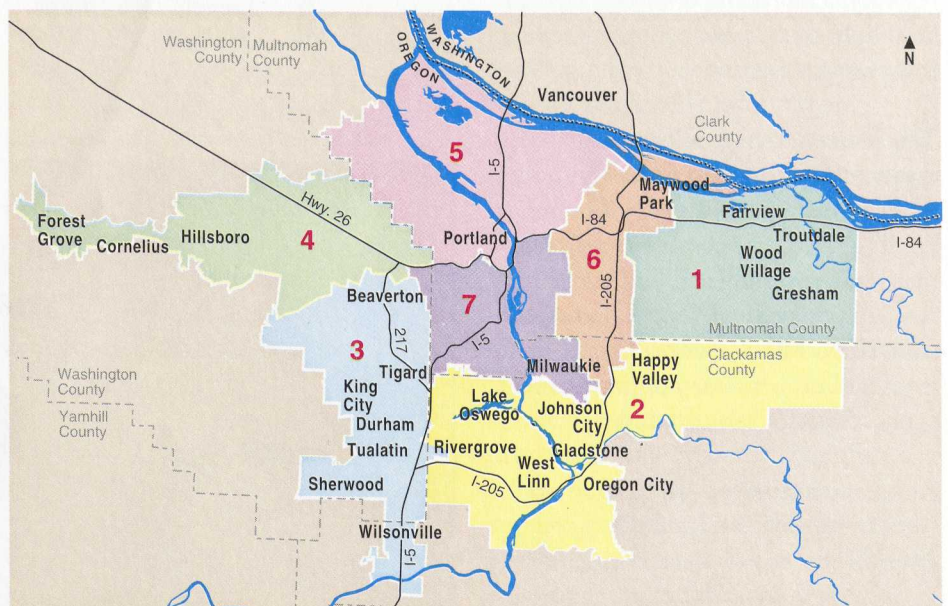 Washington
County
Multnomah
County
OREGON
WASHINGTON
N
Vancouver
Clark
County
5
I-5
Maywood
Park
Hwy. 26
I-84
Fairview
Forest
Grove
Cornelius
Hillsboro
4
Portland
6
Troutdale
I-84
Wood
Village
1
Gresham
Beaverton
7
I-205
217
I-5
Multnomah County
3
Milwaukie
Happy
Valley
Clackamas
County
Tigard
Washington
County
King
City
Lake
Oswego
Johnson
City
2
Yamhill
County
Durham
Tualatin
Rivergrove
Gladstone
West
Linn
Sherwood
I-205
Oregon City
Wilsonville
I-5